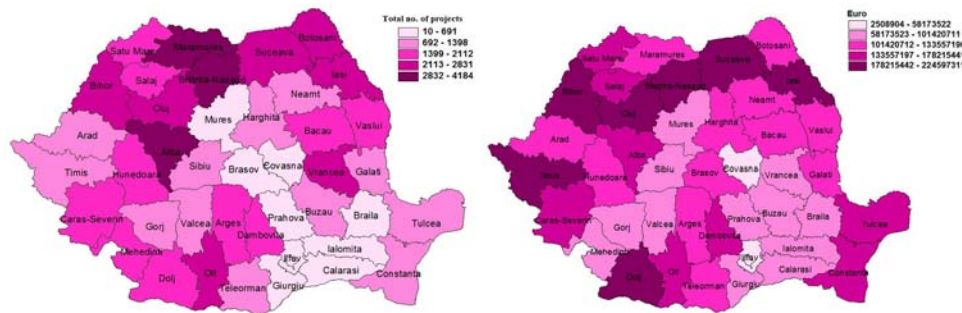 Total no. of projects
10 - 691
692 - 1398
1399 - 2112
2113 - 2831
2832 - 4184
Botosani
Satu Mare
Maramures
Suceava
Bistrita-Nasaud
Iasi
Salaj
Bihor
Cluj
Neamt
Mures
Harghita
Bacau
Vaslui
Arad
Alba
Timis
Hunedoara
Sibiu
Brasov
Covasna
Vrancea
Galati
Caras-Severin
Gorj
Valcea
Arges
Prahova
Buzau
Braila
Tulcea
Dambovita
Mehedinti
Ialomita
Ilfov
Dolj
Olt
Calarasi
Constanta
Teleorman
Giurgiu
Euro
2508904 - 58173522
58173523 - 101420711
101420712 - 133557196
133557197 - 178215441
178215442 - 224597315
Botosani
Satu Mare
Maramures
Suceava
Bistrita-Nasaud
Iasi
Salaj
Bihor
Cluj
Neamt
Mures
Harghita
Bacau
Vaslui
Arad
Alba
Timis
Hunedoara
Sibiu
Brasov
Covasna
Vrancea
Galati
Caras-Severin
Gorj
Valcea
Arges
Prahova
Buzau
Braila
Tulcea
Dambovita
Mehedinti
Ialomita
Ilfov
Dolj
Olt
Calarasi
Constanta
Teleorman
Giurgiu